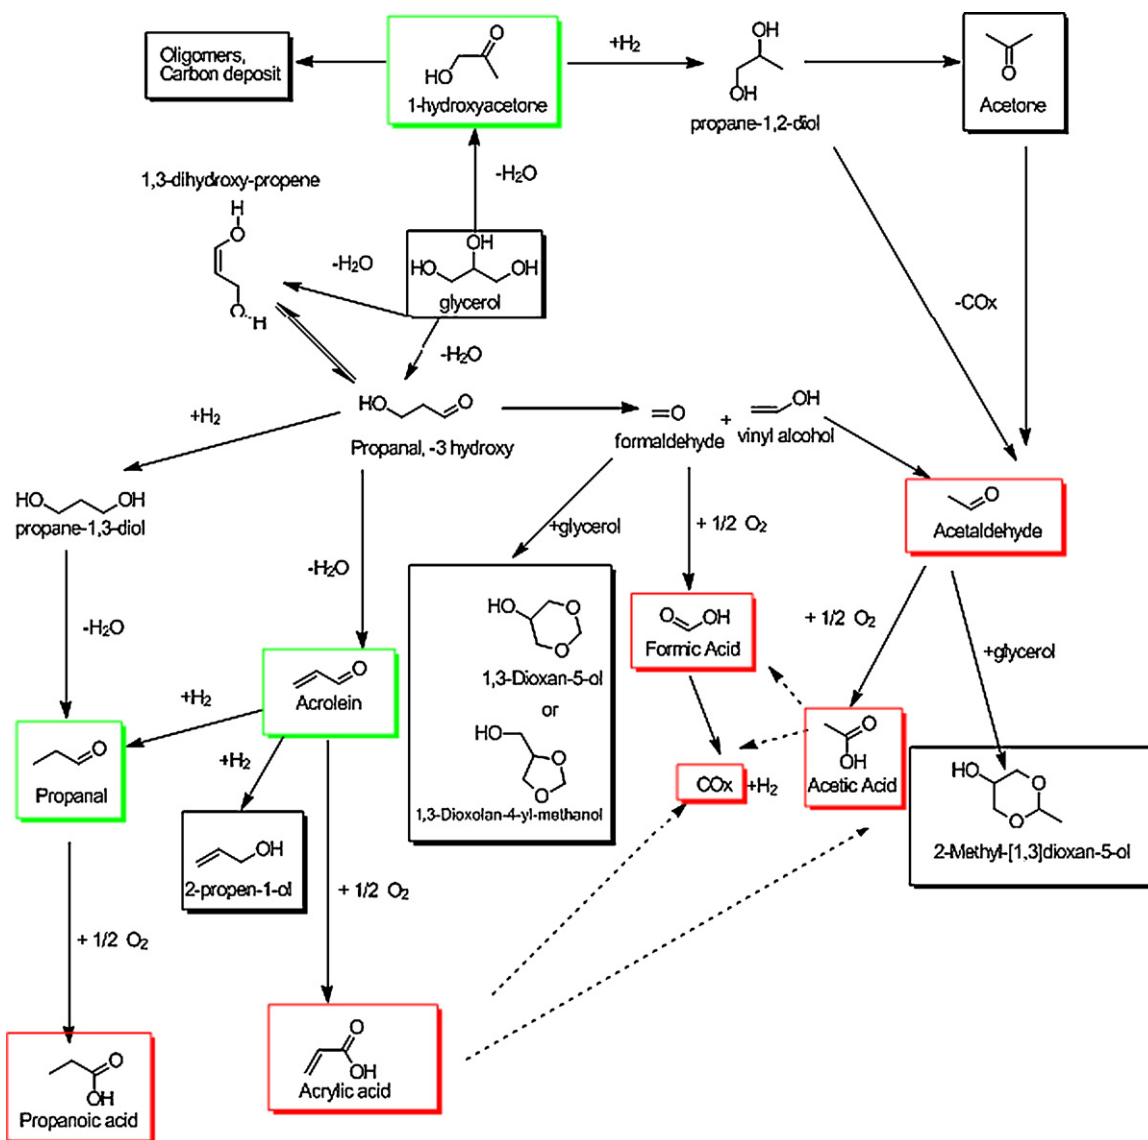 OH
+H2
O
HO
OH
Oligomers,
Carbon deposit
1-hydroxyacetone
O
Acetone
propane-1,2-diol
-H2O
1,3-dihydroxy-propene
H
O
O
H
-H2O
OH
HO
OH
glycerol
-COx
-H2O
+H2
HO
O
Propanal, -3 hydroxy
O
formaldehyde
+
OH
vinyl alcohol
HO
OH
propane-1,3-diol
O
Acetaldehyde
+glycerol
+ 1/2 O2
-H2O
-H2O
HO
O
O
1,3-Dioxan-5-ol
or
HO
O
O
1,3-Dioxolan-4-yl-methanol
O
OH
Formic Acid
+ 1/2 O2
+glycerol
O
Acrolein
+H2
+H2
O
Propanal
O
OH
Acetic Acid
COx
+H2
HO
O
O
2-Methyl-[1,3]dioxan-5-ol
OH
2-propen-1-ol
+ 1/2 O2
+ 1/2 O2
O
OH
Propanoic acid
O
OH
Acrylic acid